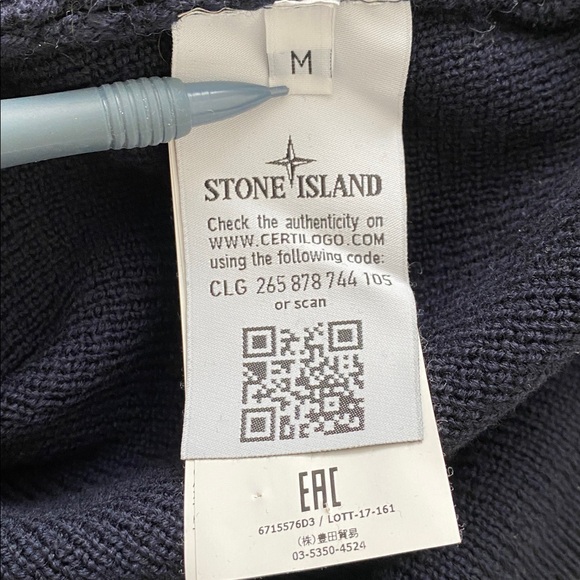 M
STONE ISLAND
Check the authenticity on
WWW.CERTILOGO.COM
using the following code:
CLG 265 878 744 105
or scan
EAC
6715576D3 / LOTT-17-161
(株)豊田貿易
03-5350-4524